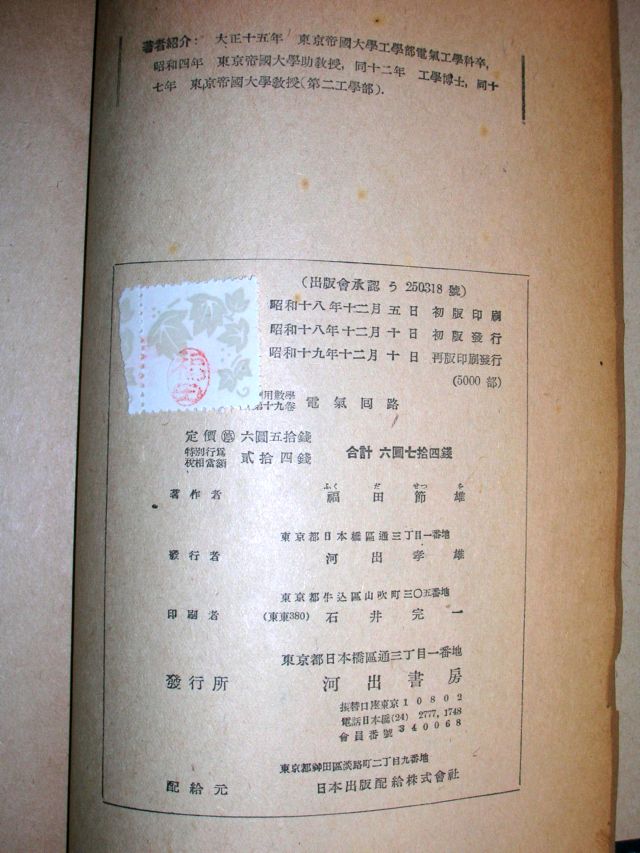 著者紹介： 大正十五年 東京帝國大學工學部電氣工學科卒，
昭和四年 東京帝國大學助教授，同十二年 工學博士，同十
七年 東京帝國大學教授（第二工學部）．
（出版會承認 う 250318 號）
昭和十八年十二月五日 初版印刷
昭和十八年十二月十日 初版發行
昭和十九年十二月十日 再版印刷發行
（5000 部）
用數學
第十九卷 電氣回路
定價 六圓五拾錢
特別行爲
税相當額 貳拾四錢
合計 六圓七拾四錢
ふく だ せつ を
著作者 福田節雄
東京都日本橋區通三丁目一番地
發行者 河出孝雄
東京都牛込區山吹町三〇五番地
印刷者 （東東380） 石井完一
東京都日本橋區通三丁目一番地
發行所 河出書房
振替口座東京 10802
電話日本橋(24) 2777, 1748
會員番號 340068
東京都神田區淡路町二丁目九番地
配給元 日本出版配給株式會社